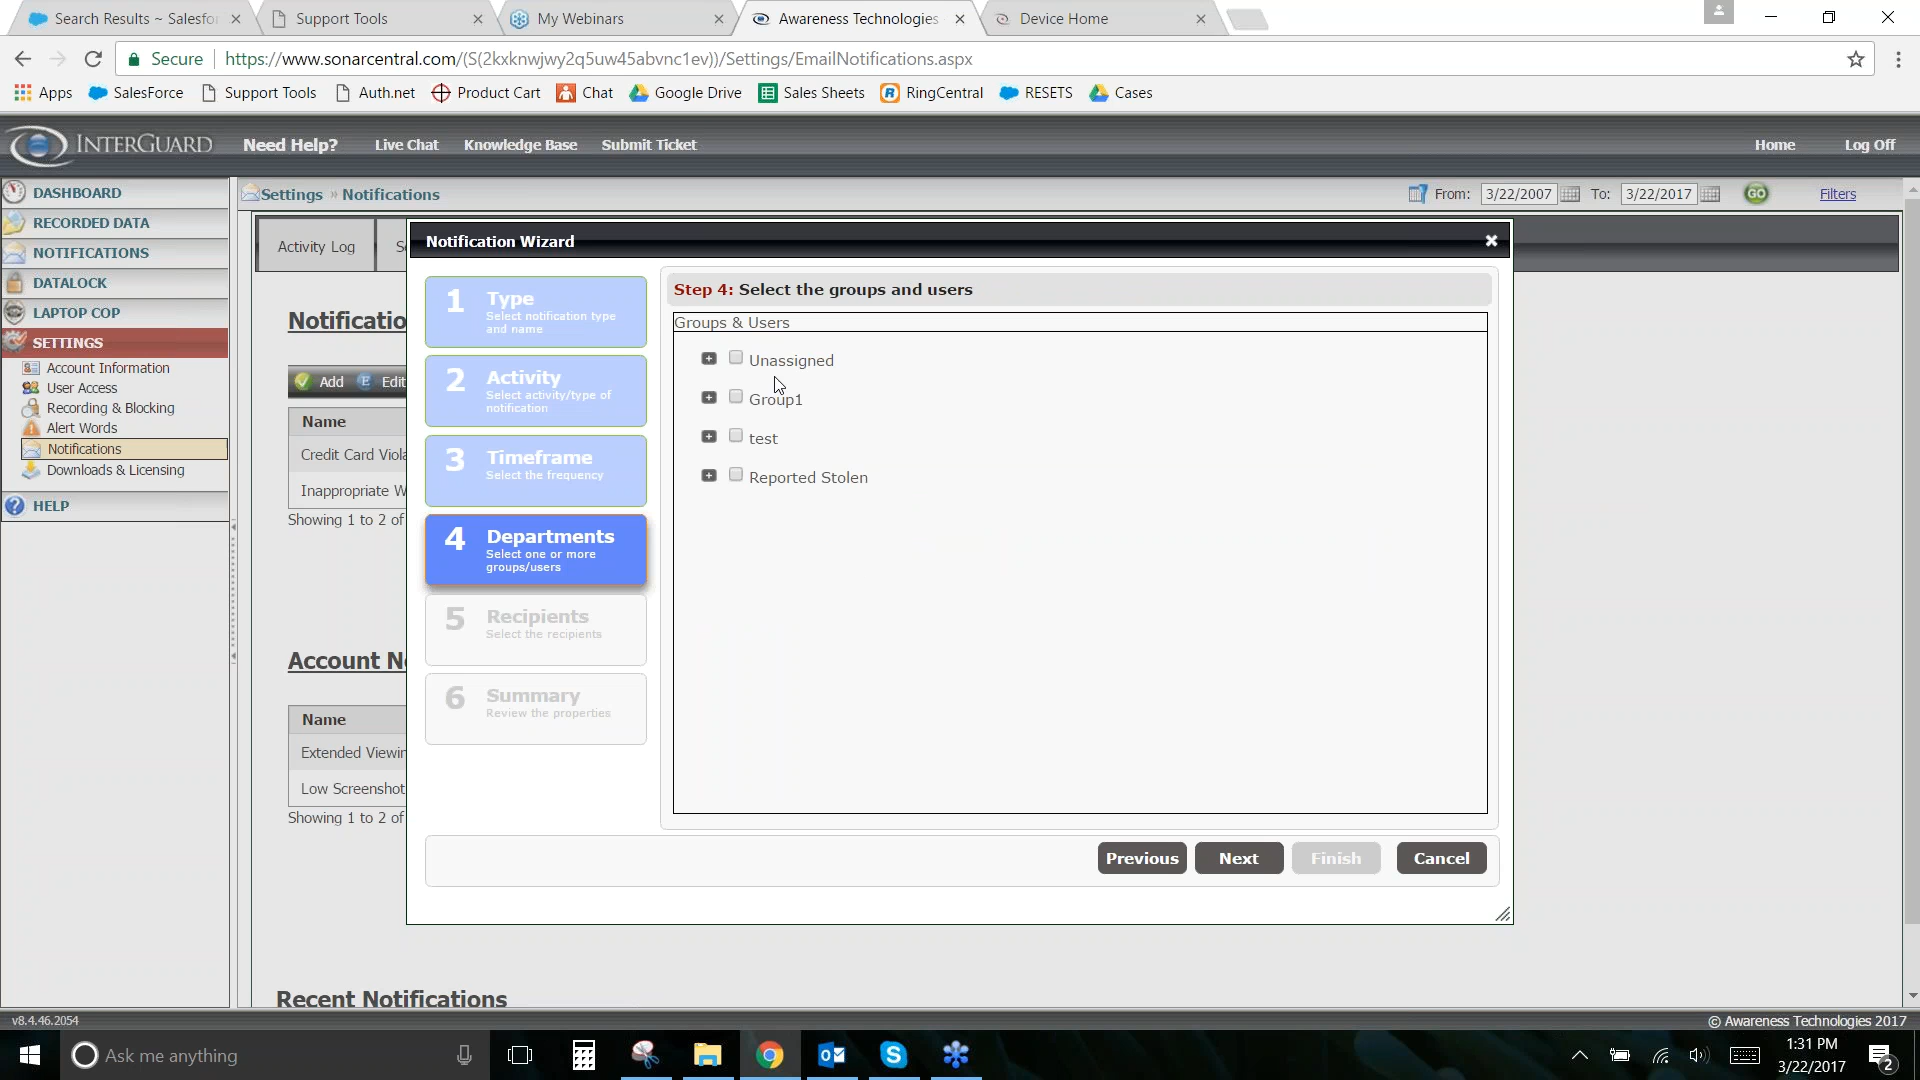 Search Results ~ Salesfo
Support Tools
My Webinars
Awareness Technologies
Device Home
Secure
https://www.sonarcentral.com/(S(2kxknwjwy2q5uw45abvnc1ev))/Settings/EmailNotifications.aspx
Apps
SalesForce
Support Tools
Auth.net
Product Cart
Chat
Google Drive
Sales Sheets
RingCentral
RESETS
Cases
INTERGUARD
Need Help?
Live Chat
Knowledge Base
Submit Ticket
Home
Log Off
DASHBOARD
RECORDED DATA
NOTIFICATIONS
DATALOCK
LAPTOP COP
SETTINGS
Account Information
User Access
Recording & Blocking
Alert Words
Notifications
Downloads & Licensing
HELP
Settings » Notifications
From: 3/22/2007
To: 3/22/2017
GO
Filters
Activity Log
S
Notificatio
Add
Edit
Name
Credit Card Viola
Inappropriate W
Showing 1 to 2 of
Account N
Name
Extended Viewin
Low Screenshot
Showing 1 to 2 of
Recent Notifications
Notification Wizard
1 Type
Select notification type
and name
2 Activity
Select activity/type of
notification
3 Timeframe
Select the frequency
4 Departments
Select one or more
groups/users
5 Recipients
Select the recipients
6 Summary
Review the properties
Step 4: Select the groups and users
Groups & Users
Unassigned
Group1
test
Reported Stolen
Previous
Next
Finish
Cancel
v8.4.46.2054
© Awareness Technologies 2017
Ask me anything
1:31 PM
3/22/2017
2